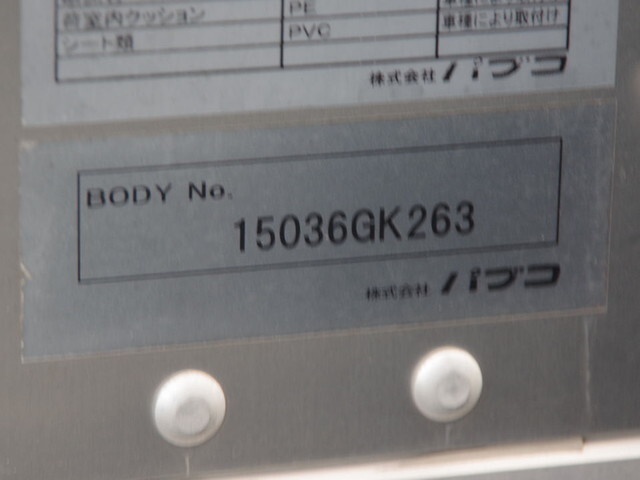 荷室内クッション PE 車種により取付け
シート類 PVC
株式会社 パブコ
BODY No.
15036GK263
株式会社 パブコ